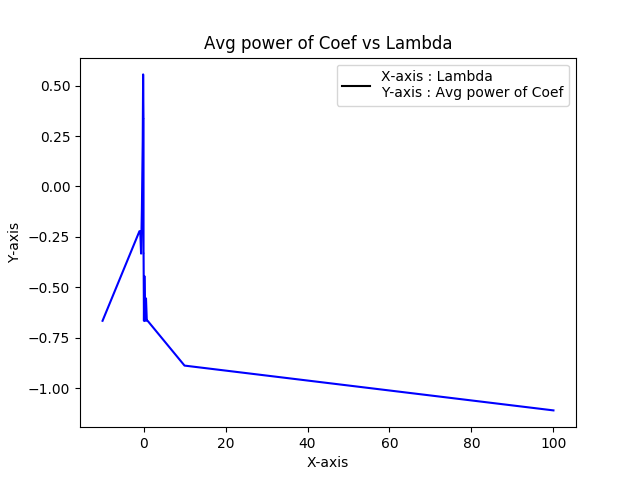 Avg power of Coef vs Lambda
X-axis : Lambda
Y-axis : Avg power of Coef
0.50
0.25
0.00
−0.25
−0.50
−0.75
−1.00
Y-axis
0 20 40 60 80 100
X-axis